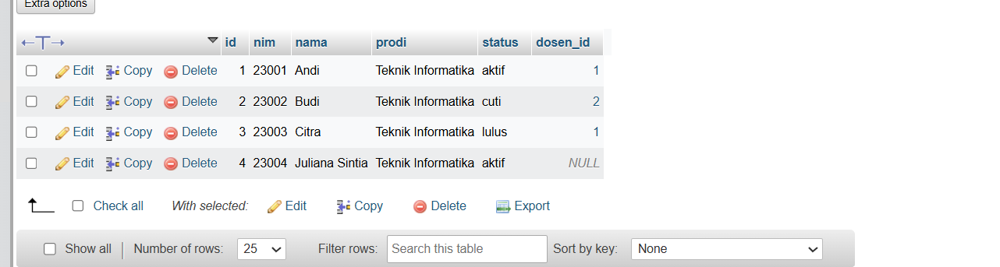 Extra options
id nim nama prodi status dosen_id
Edit Copy Delete 1 23001 Andi Teknik Informatika aktif 1
Edit Copy Delete 2 23002 Budi Teknik Informatika cuti 2
Edit Copy Delete 3 23003 Citra Teknik Informatika lulus 1
Edit Copy Delete 4 23004 Juliana Sintia Teknik Informatika aktif NULL
Check all With selected: Edit Copy Delete Export
Show all Number of rows: 25 Filter rows: Search this table Sort by key: None